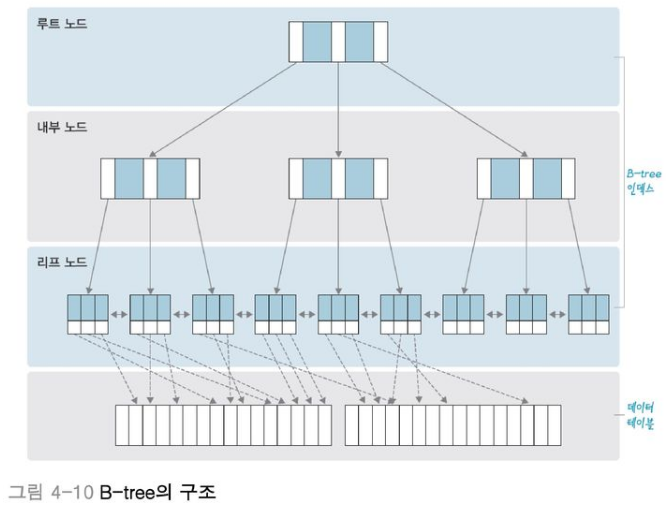 루트 노드
내부 노드
B-tree
인덱스
리프 노드
데이터
테이블
그림 4-10 B-tree의 구조